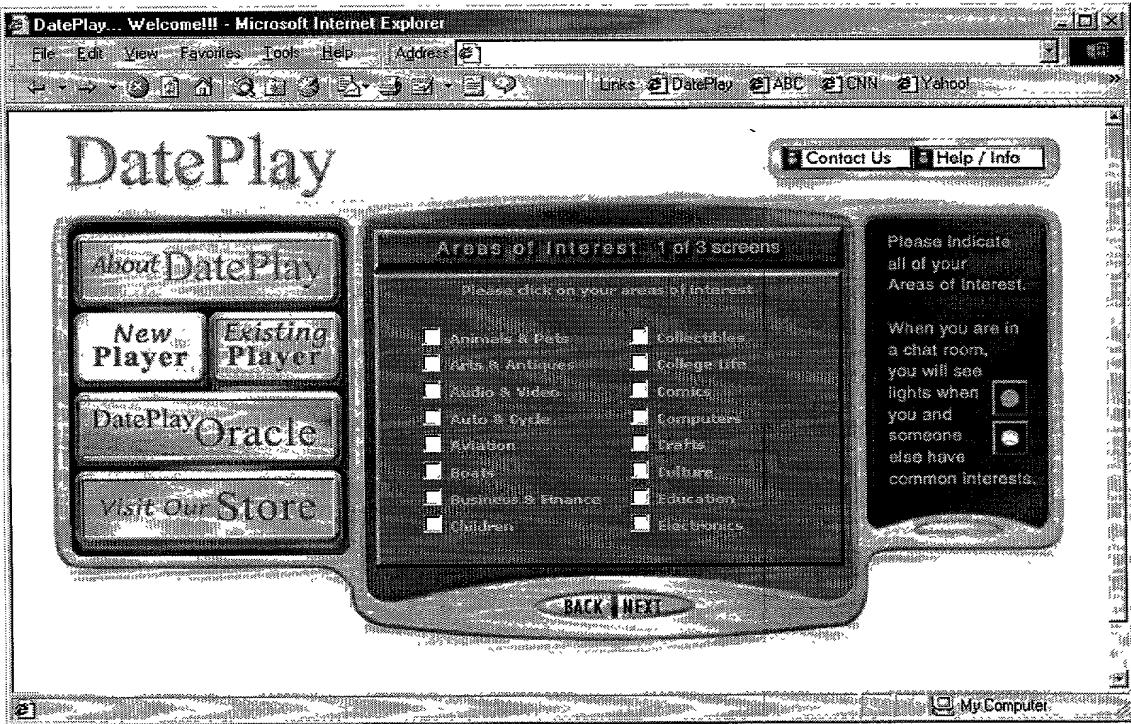 DatePlay... Welcome!!! - Microsoft Internet Explorer
File Edit View Favorites Tools Help Address
Links DatePlay ABC CNN Yahoo!
DatePlay
Contact Us Help / Info
About DatePlay
New Player
Existing Player
DatePlay Oracle
Visit Our Store
Areas of Interest 1 of 3 screens
Please click on your areas of interest
Animals & Pets
Arts & Antiques
Audio & Video
Auto & Cycle
Aviation
Boats
Business & Finance
Children
Collectibles
College Life
Comics
Computers
Crafts
Culture
Education
Electronics
BACK NEXT
Please indicate
all of your
Areas of Interest.
When you are in
a chat room,
you will see
lights when
you and
someone
else have
common interests.
My Computer